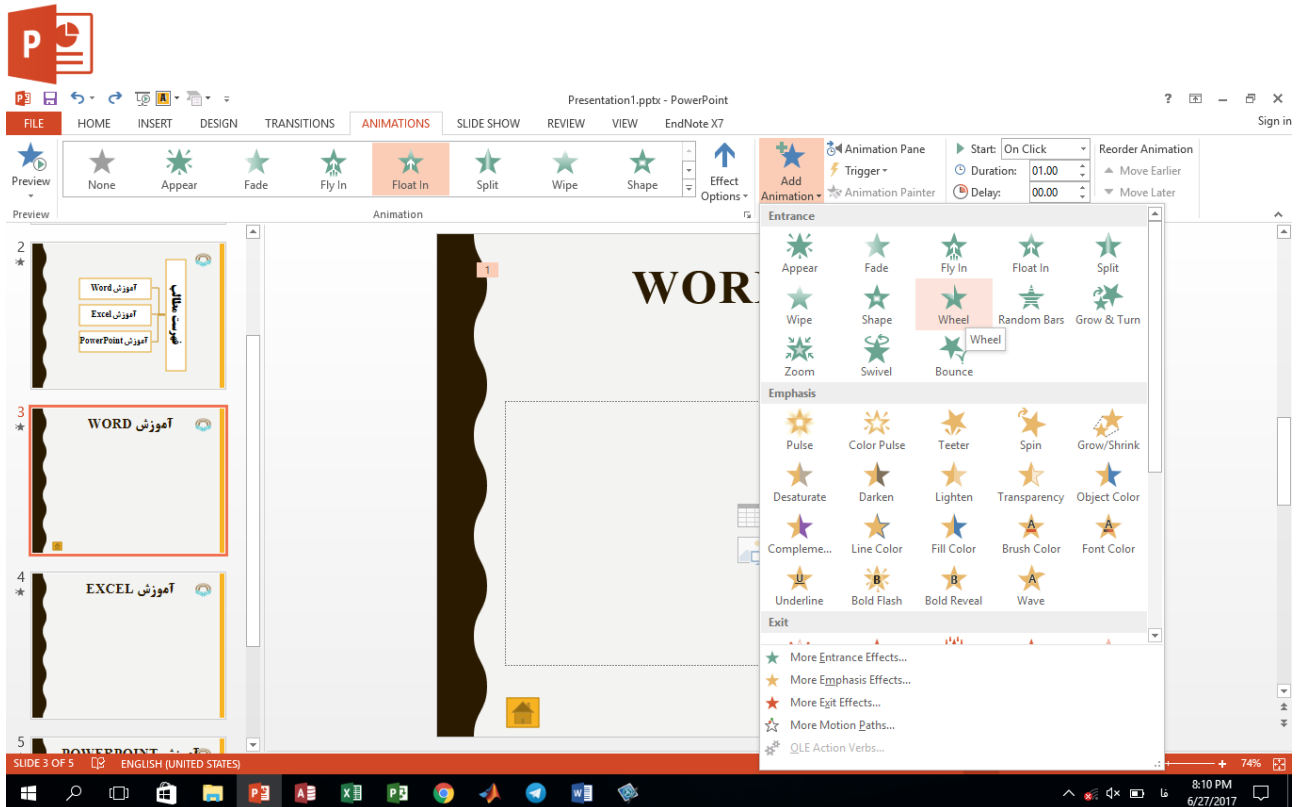 P
Presentation1.pptx - PowerPoint
?
FILE HOME INSERT DESIGN TRANSITIONS ANIMATIONS SLIDE SHOW REVIEW VIEW EndNote X7 Sign in
Preview
None Appear Fade Fly In Float In Split Wipe Shape
Effect Options
Add Animation
Animation Pane
Trigger
Animation Painter
Start: On Click
Duration: 01.00
Delay: 00.00
Reorder Animation
Move Earlier
Move Later
Preview Animation
2
فهرست مطالب
آموزش Word
آموزش Excel
آموزش PowerPoint
3
آموزش WORD
4
آموزش EXCEL
5
1
Entrance
Appear Fade Fly In Float In Split
Wipe Shape Wheel Random Bars Grow & Turn
Wheel
Zoom Swivel Bounce
Emphasis
Pulse Color Pulse Teeter Spin Grow/Shrink
Desaturate Darken Lighten Transparency Object Color
Compleme... Line Color Fill Color Brush Color Font Color
Underline Bold Flash Bold Reveal Wave
Exit
More Entrance Effects...
More Emphasis Effects...
More Exit Effects...
More Motion Paths...
OLE Action Verbs...
SLIDE 3 OF 5 ENGLISH (UNITED STATES) 74%
فا
8:10 PM
6/27/2017